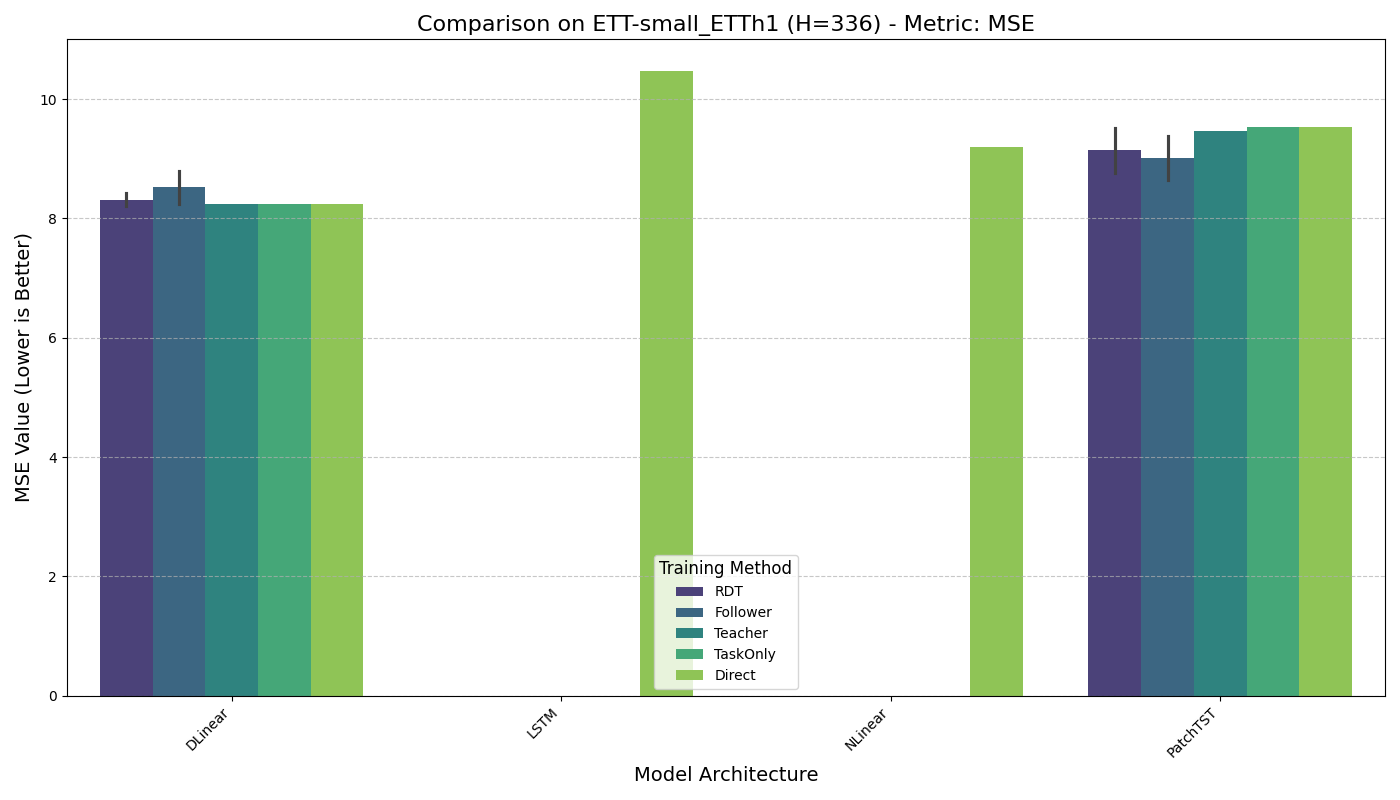 Comparison on ETT-small_ETTh1 (H=336) - Metric: MSE
MSE Value (Lower is Better)
10
8
6
4
2
0
Training Method
RDT
Follower
Teacher
TaskOnly
Direct
DLinear
LSTM
NLinear
PatchTST
Model Architecture